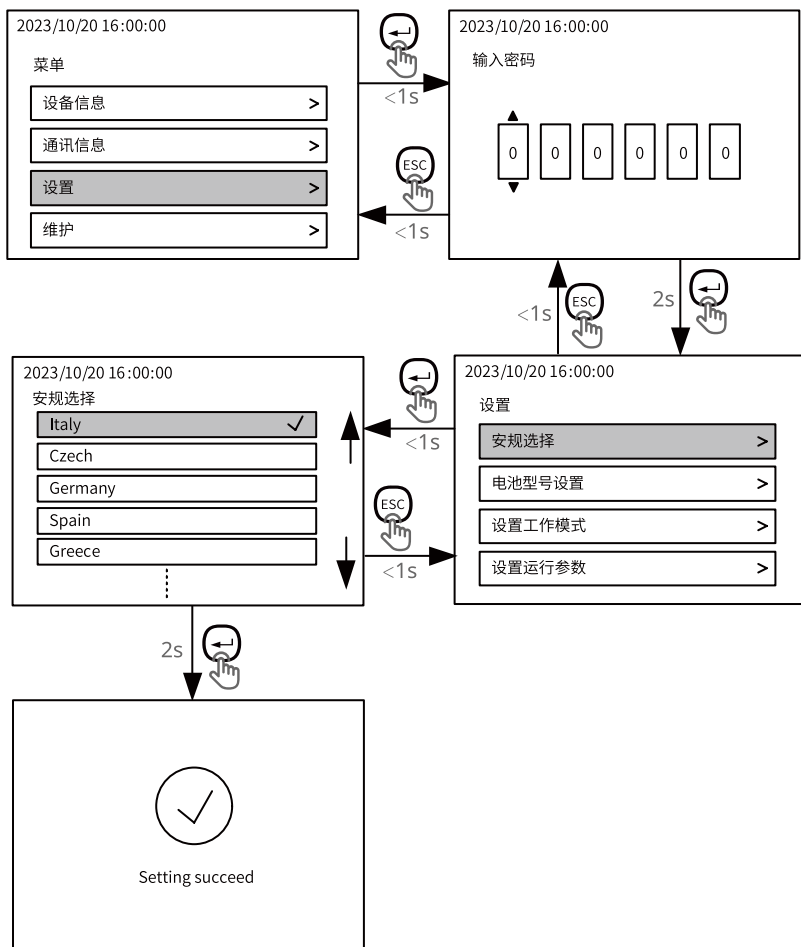 2023/10/20 16:00:00
菜单
设备信息 >
通讯信息 >
设置 >
维护 >
<1s
ESC
<1s
2023/10/20 16:00:00
输入密码
0 0 0 0 0 0
<1s
ESC
2s
2023/10/20 16:00:00
安规选择
Italy
Czech
Germany
Spain
Greece
<1s
ESC
<1s
2023/10/20 16:00:00
设置
安规选择 >
电池型号设置 >
设置工作模式 >
设置运行参数 >
2s
Setting succeed